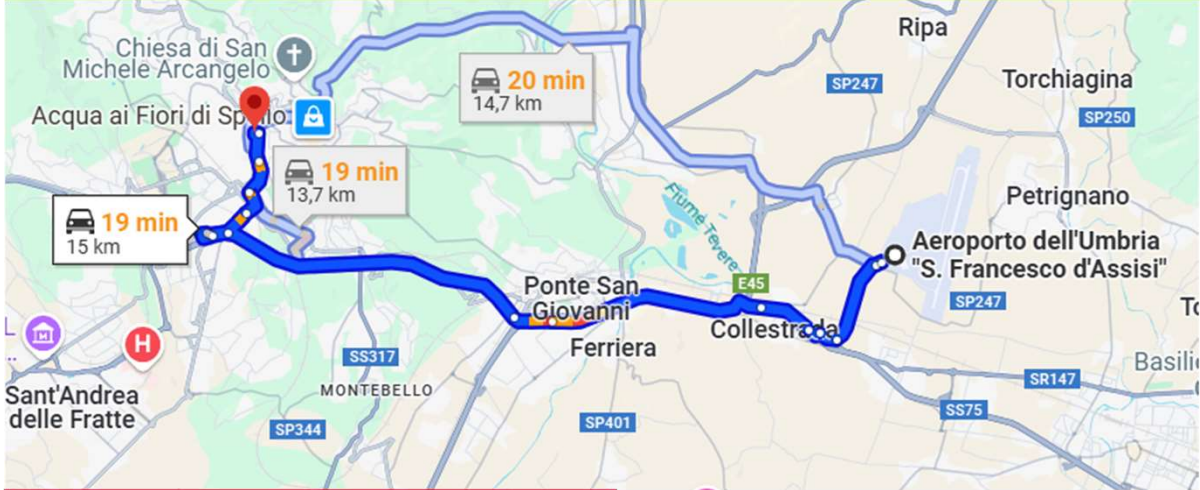 Ripa
Chiesa di San
Michele Arcangelo
20 min
14,7 km
SP247
Torchiagina
Acqua ai Fiori di Sp
SP250
19 min
13,7 km
Petrignano
19 min
15 km
Fiume Tevere
Aeroporto dell'Umbria
"S. Francesco d'Assisi"
E45
Ponte San
Giovanni
SP247
Collestrada
Ferriera
H
SS317
Sant'Andrea
delle Fratte
MONTEBELLO
SR147
SS75
SP401
SP344